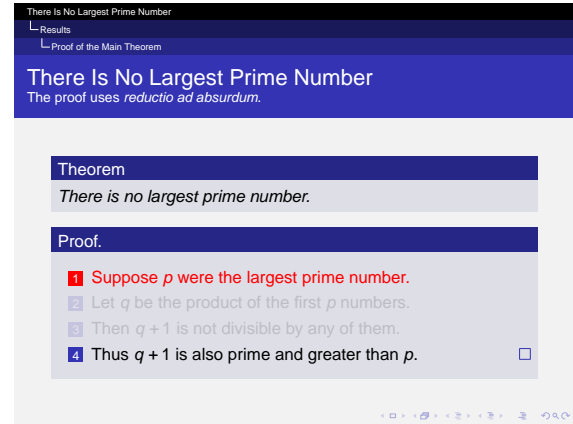 There Is No Largest Prime Number
Results
Proof of the Main Theorem
There Is No Largest Prime Number
The proof uses reductio ad absurdum.
Theorem
There is no largest prime number.
Proof.
1 Suppose p were the largest prime number.
2 Let q be the product of the first p numbers.
3 Then q + 1 is not divisible by any of them.
4 Thus q + 1 is also prime and greater than p.